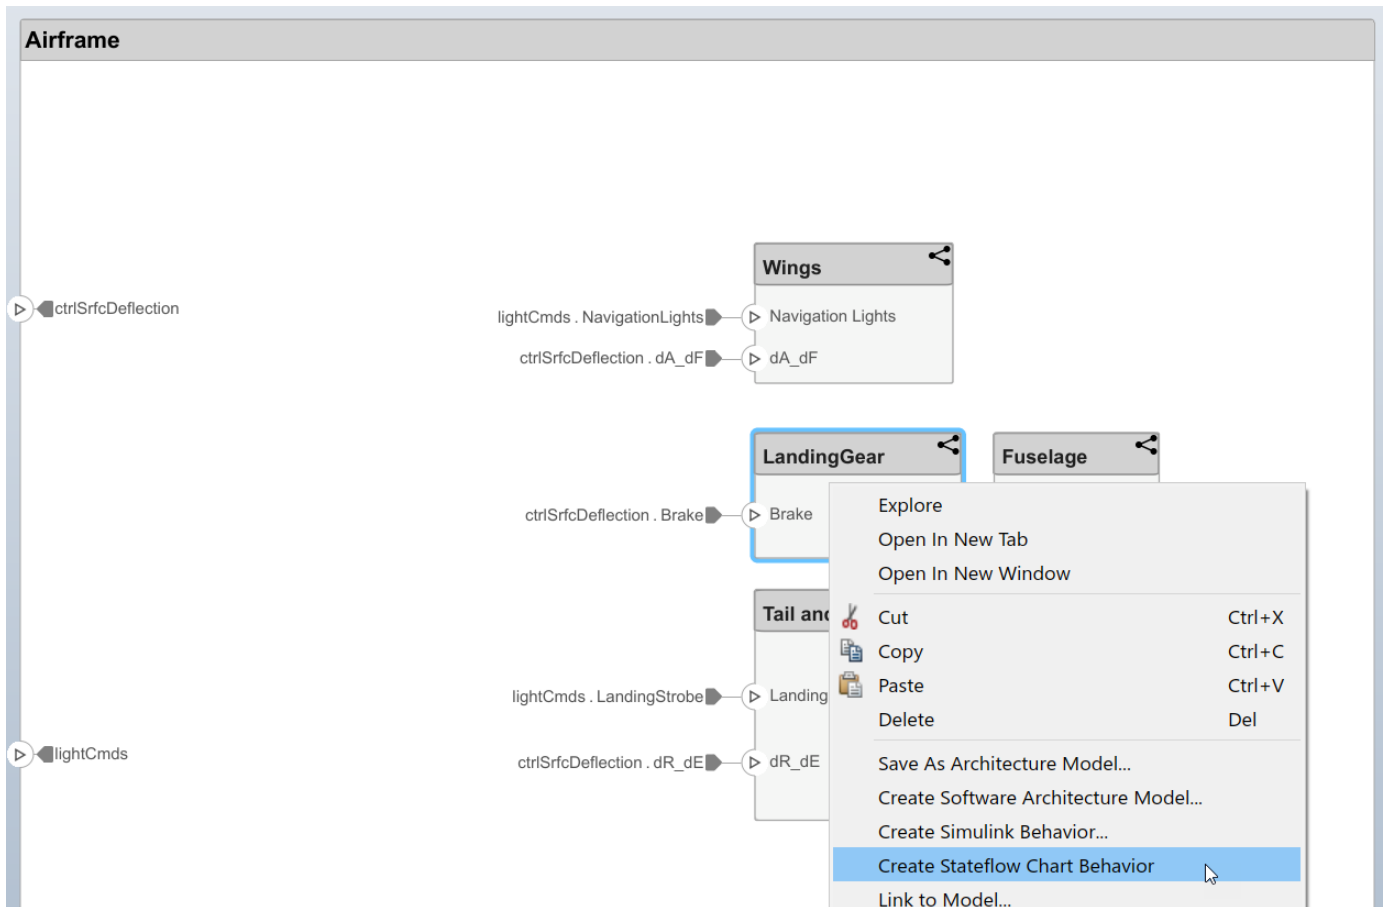 Airframe
Wings
ctrlSrfcDeflection
lightCmds . NavigationLights
Navigation Lights
ctrlSrfcDeflection . dA_dF
dA_dF
LandingGear
Fuselage
ctrlSrfcDeflection . Brake
Brake
Explore
Open In New Tab
Open In New Window
Tail and
Cut Ctrl+X
Copy Ctrl+C
Paste Ctrl+V
Delete Del
lightCmds . LandingStrobe
Landing
lightCmds
ctrlSrfcDeflection . dR_dE
dR_dE
Save As Architecture Model...
Create Software Architecture Model...
Create Simulink Behavior...
Create Stateflow Chart Behavior
Link to Model...